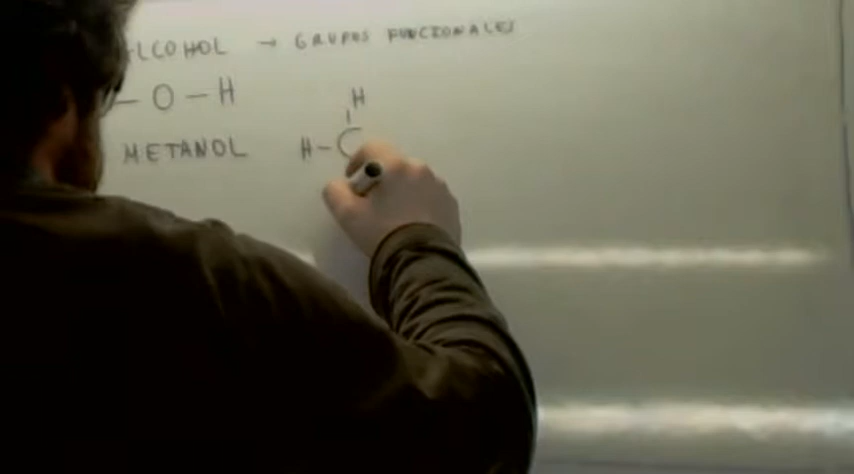 LCOHOL → GRUPOS FUNCIONALES
— O — H
METANOL
H
|
H — C